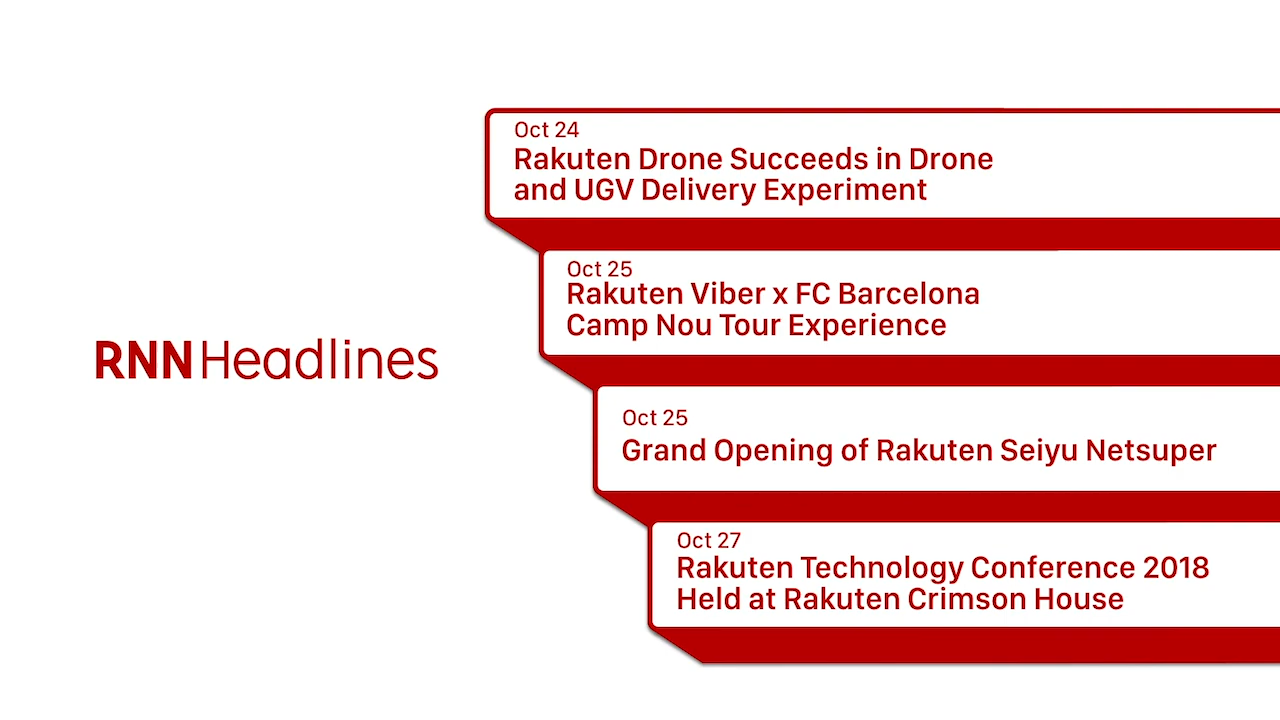 RNN Headlines
Oct 24
Rakuten Drone Succeeds in Drone
and UGV Delivery Experiment
Oct 25
Rakuten Viber x FC Barcelona
Camp Nou Tour Experience
Oct 25
Grand Opening of Rakuten Seiyu Netsuper
Oct 27
Rakuten Technology Conference 2018
Held at Rakuten Crimson House